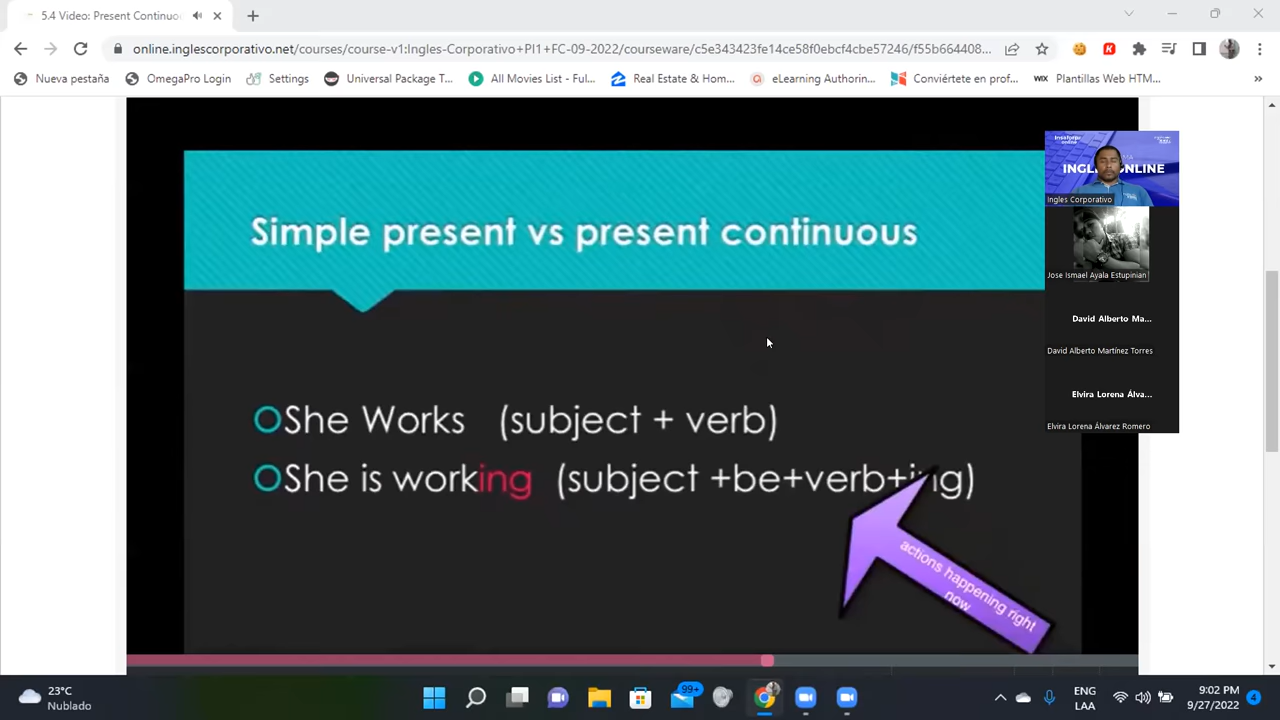 5.4 Video: Present Continuo
online.inglescorporativo.net/courses/course-v1:Ingles-Corporativo+PI1+FC-09-2022/courseware/c5e343423fe14ce58f0ebcf4cbe57246/f55b664408...
Nueva pestaña
OmegaPro Login
Settings
Universal Package T...
All Movies List - Ful...
Real Estate & Hom...
eLearning Authorin...
Conviértete en prof...
WIX Plantillas Web HTM...
»
Simple present vs present continuous
She Works (subject + verb)
She is working (subject +be+verb+ing)
actions happening right
now
INGL ONLINE
Ingles Corporativo
Jose Ismael Ayala Estupinian
David Alberto Ma...
David Alberto Martínez Torres
Elvira Lorena Álva...
Elvira Lorena Álvarez Romero
23°C
Nublado
99+
ENG
LAA
9:02 PM
9/27/2022
4